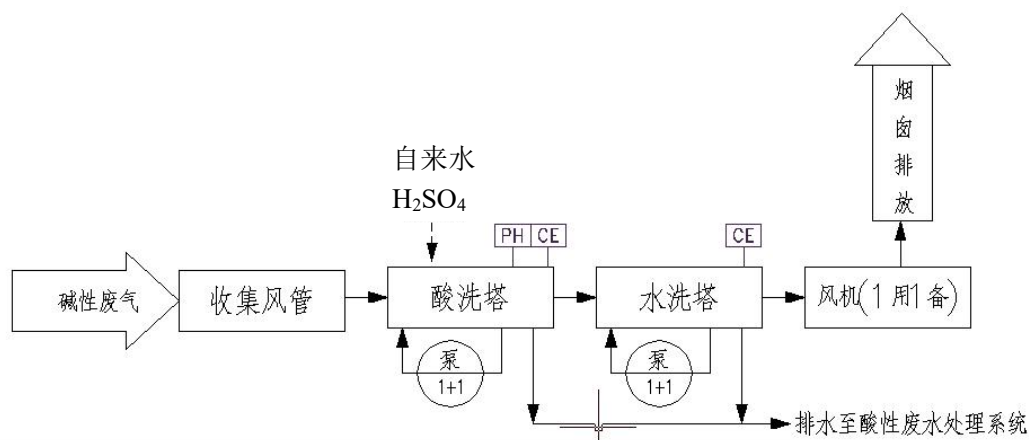 烟囱排放
自来水
H₂SO₄
PH CE
CE
碱性废气
收集风管
酸洗塔
水洗塔
风机(1用1备)
泵
1+1
泵
1+1
排水至酸性废水处理系统